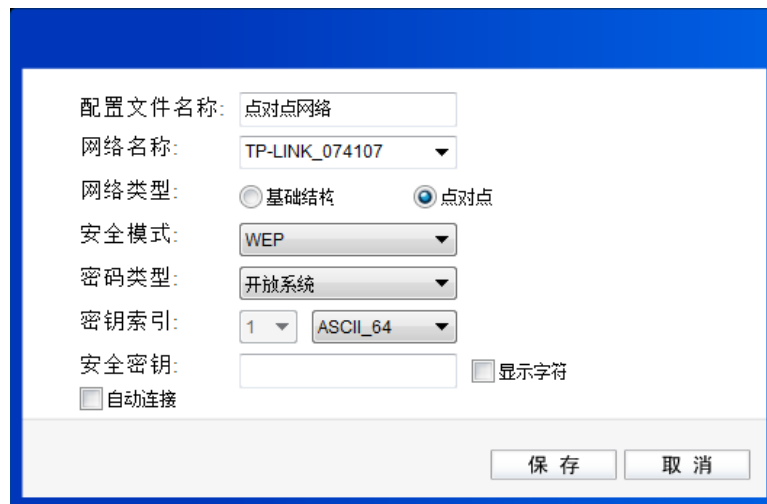 配置文件名称: 点对点网络
网络名称: TP-LINK_074107
网络类型: 基础结构 点对点
安全模式: WEP
密码类型: 开放系统
密钥索引: 1 ASCII_64
安全密钥: 显示字符
自动连接
保存 取消